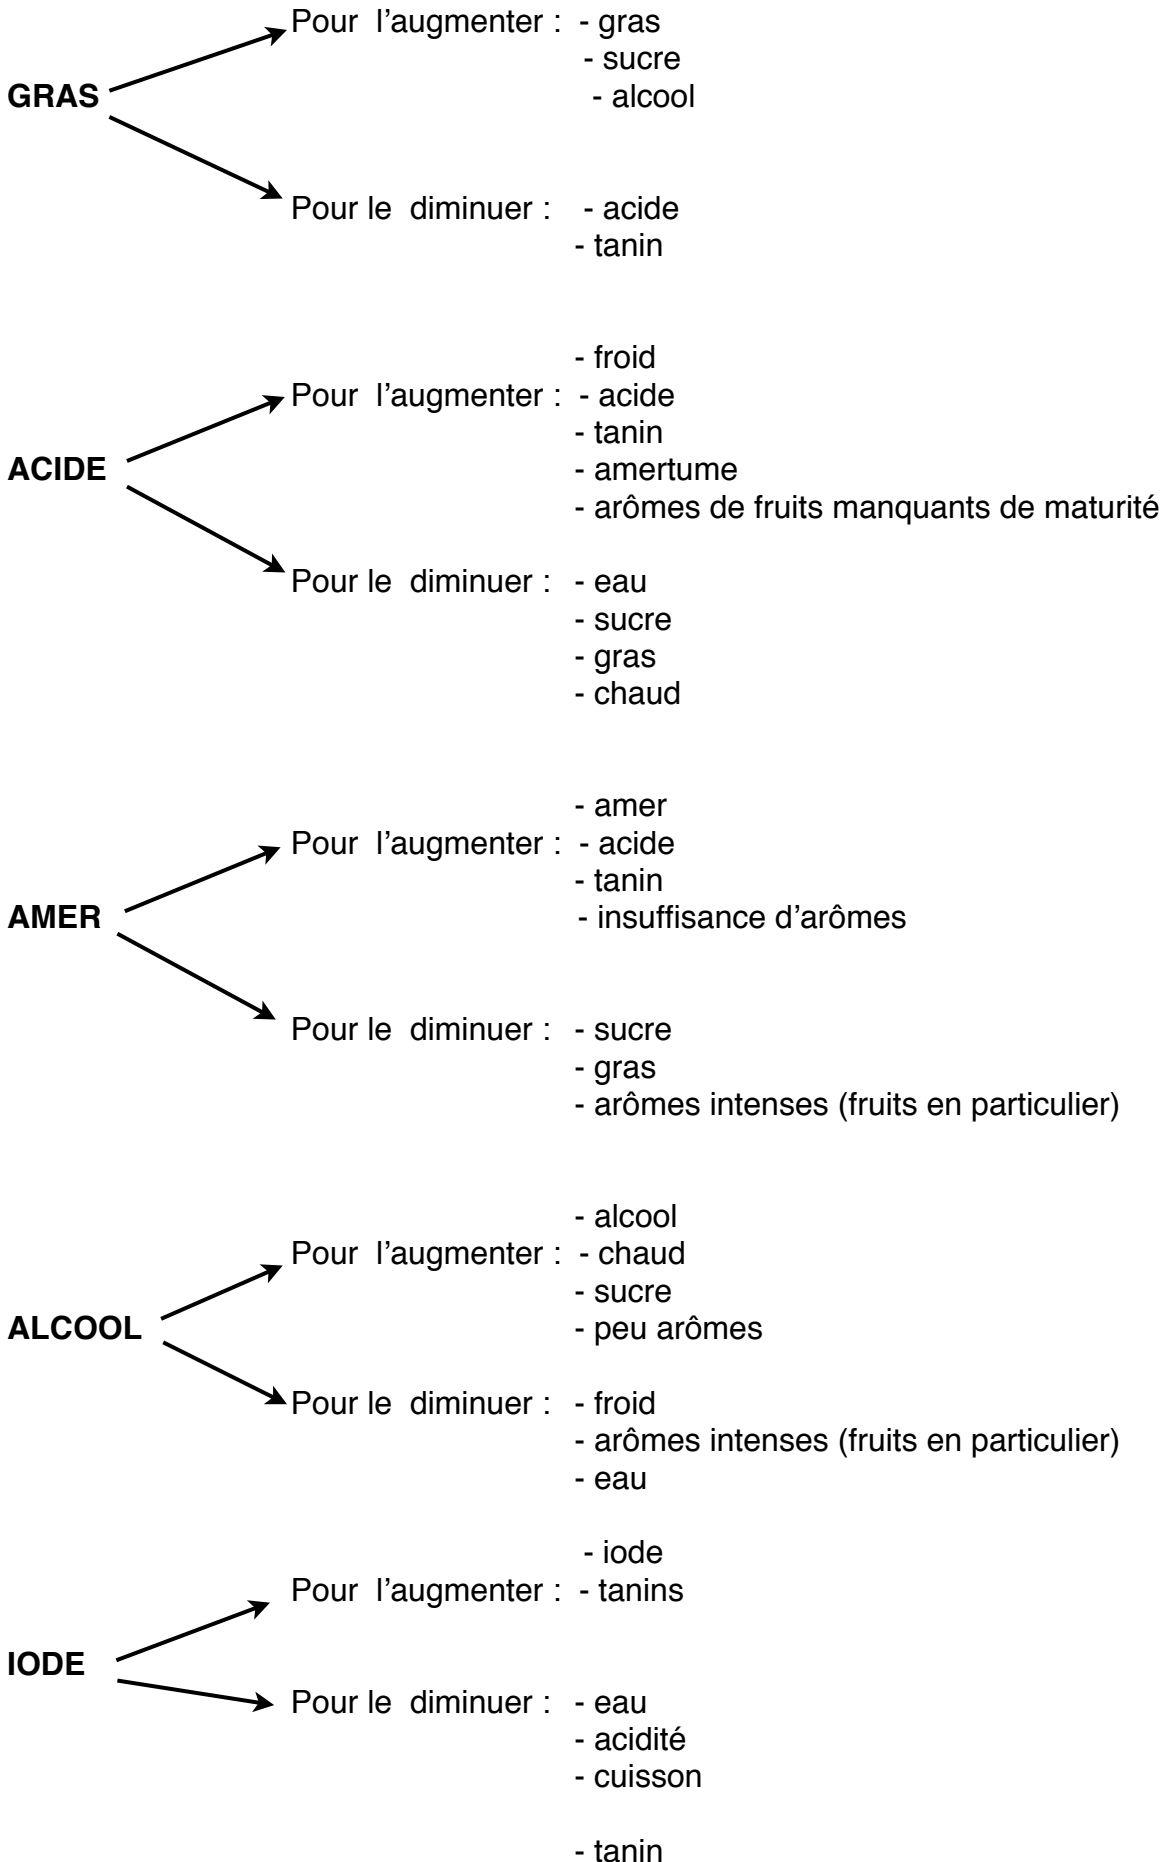 Pour l'augmenter : - gras
- sucre
GRAS - alcool
Pour le diminuer : - acide
- tanin
- froid
Pour l'augmenter : - acide
- tanin
ACIDE - amertume
- arômes de fruits manquants de maturité
Pour le diminuer : - eau
- sucre
- gras
- chaud
- amer
Pour l'augmenter : - acide
- tanin
AMER - insuffisance d'arômes
Pour le diminuer : - sucre
- gras
- arômes intenses (fruits en particulier)
- alcool
Pour l'augmenter : - chaud
- sucre
ALCOOL - peu arômes
Pour le diminuer : - froid
- arômes intenses (fruits en particulier)
- eau
- iode
Pour l'augmenter : - tanins
IODE
Pour le diminuer : - eau
- acidité
- cuisson
- tanin